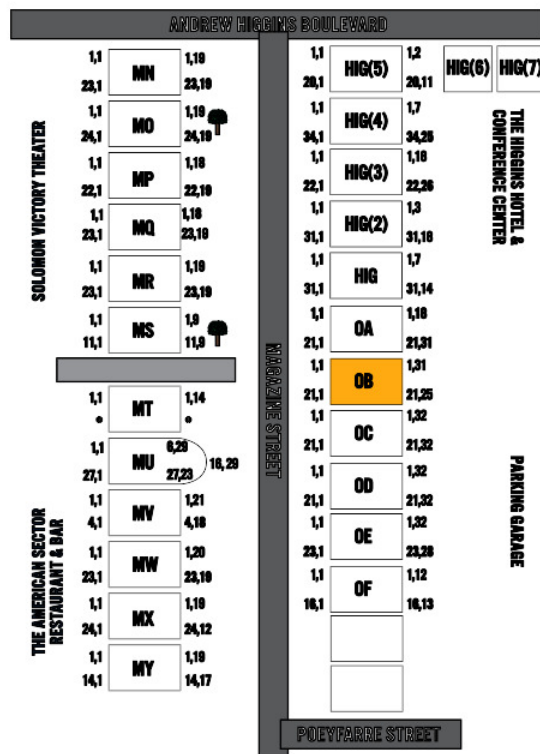 ANDREW HIGGINS BOULEVARD
SOLOMON VICTORY THEATER
1,1 MN 1,19
23,1 23,19
1,1 MO 1,19
24,1 24,19
1,1 MP 1,18
22,1 22,19
1,1 MQ 1,18
23,1 23,19
1,1 MR 1,19
23,1 23,19
1,1 MS 1,9
11,1 11,9
THE AMERICAN SECTOR
RESTAURANT & BAR
1,1 MT 1,14
* *
1,1 MU 6,29
27,1 27,23 16,29
1,1 MV 1,21
4,1 4,18
1,1 MW 1,20
23,1 23,19
1,1 MX 1,19
24,1 24,12
1,1 MY 1,19
14,1 14,17
MAGAZINE STREET
1,1 HIG(5) 1,2
20,1 20,11
HIG(6) HIG(7)
1,1 HIG(4) 1,7
34,1 34,25
1,1 HIG(3) 1,16
22,1 22,26
1,1 HIG(2) 1,3
31,1 31,16
1,1 HIG 1,7
31,1 31,14
1,1 OA 1,18
21,1 21,31
1,1 OB 1,31
21,1 21,25
1,1 OC 1,32
21,1 21,32
1,1 OD 1,32
21,1 21,32
1,1 OE 1,32
23,1 23,28
1,1 OF 1,12
16,1 16,13
THE HIGGINS HOTEL &
CONFERENCE CENTER
PARKING GARAGE
POEYFARRE STREET